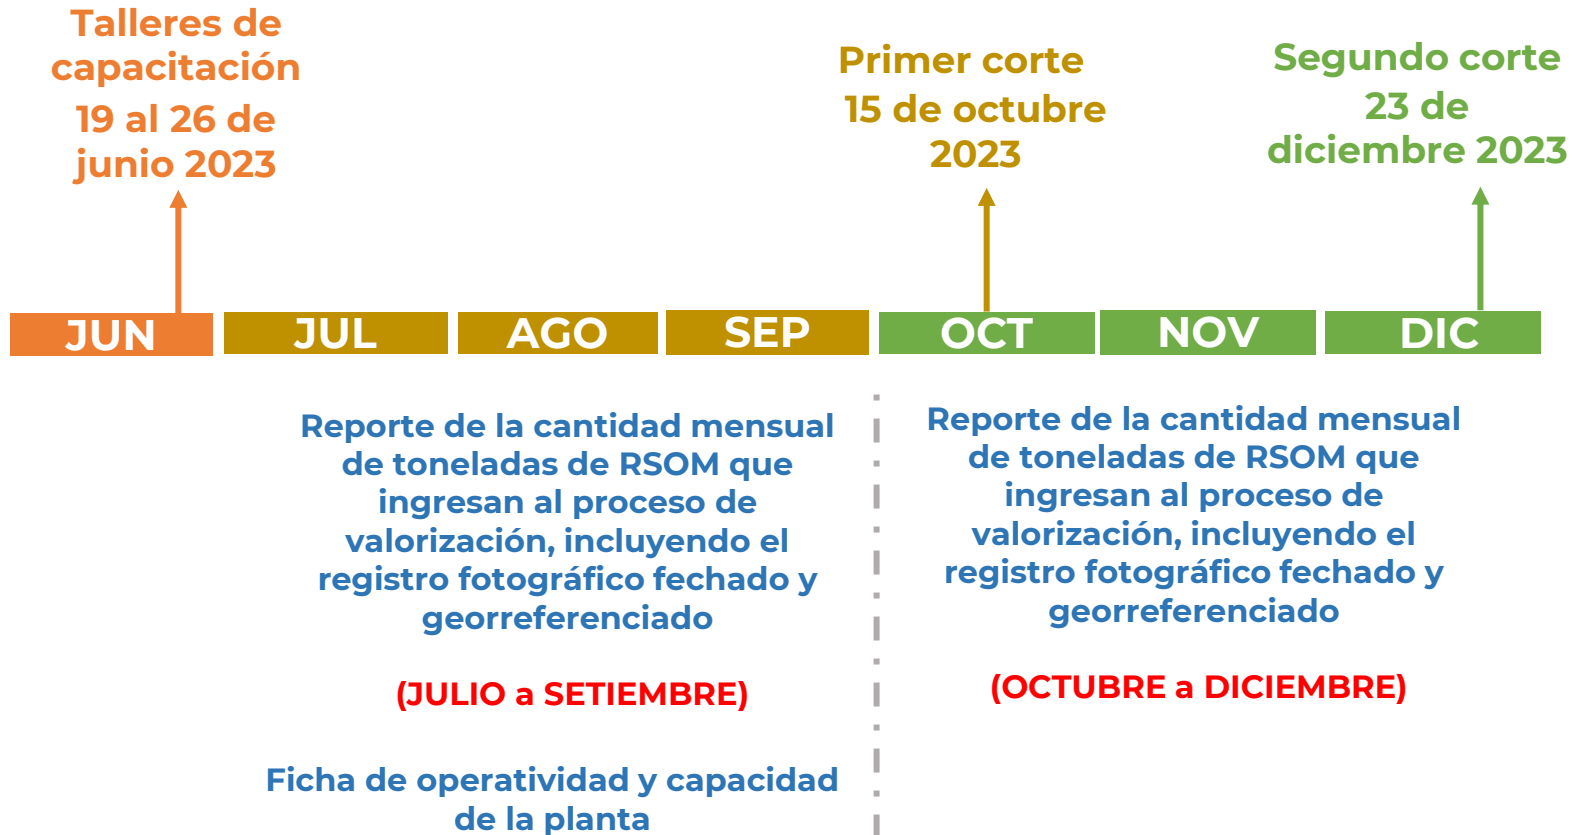 Talleres de
capacitación
19 al 26 de
junio 2023
Primer corte
15 de octubre
2023
Segundo corte
23 de
diciembre 2023
JUN
JUL
AGO
SEP
OCT
NOV
DIC
Reporte de la cantidad mensual
de toneladas de RSOM que
ingresan al proceso de
valorización, incluyendo el
registro fotográfico fechado y
georreferenciado
(JULIO a SETIEMBRE)
Ficha de operatividad y capacidad
de la planta
Reporte de la cantidad mensual
de toneladas de RSOM que
ingresan al proceso de
valorización, incluyendo el
registro fotográfico fechado y
georreferenciado
(OCTUBRE a DICIEMBRE)